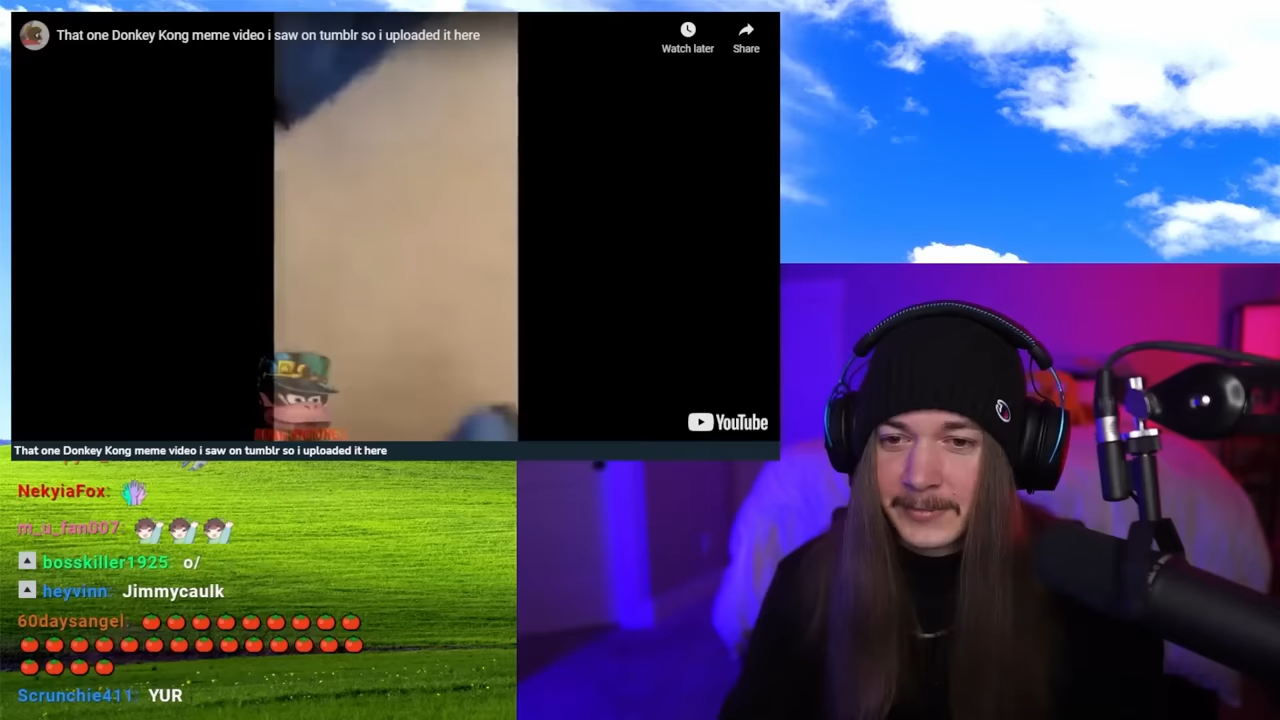 That one Donkey Kong meme video i saw on tumblr so i uploaded it here
Watch later
Share
YouTube
That one Donkey Kong meme video i saw on tumblr so i uploaded it here
NekyiaFox:
m_u_fan007
bosskiller1925 o/
heyvinn: Jimmycaulk
60daysangel:
Scrunchie411: YUR